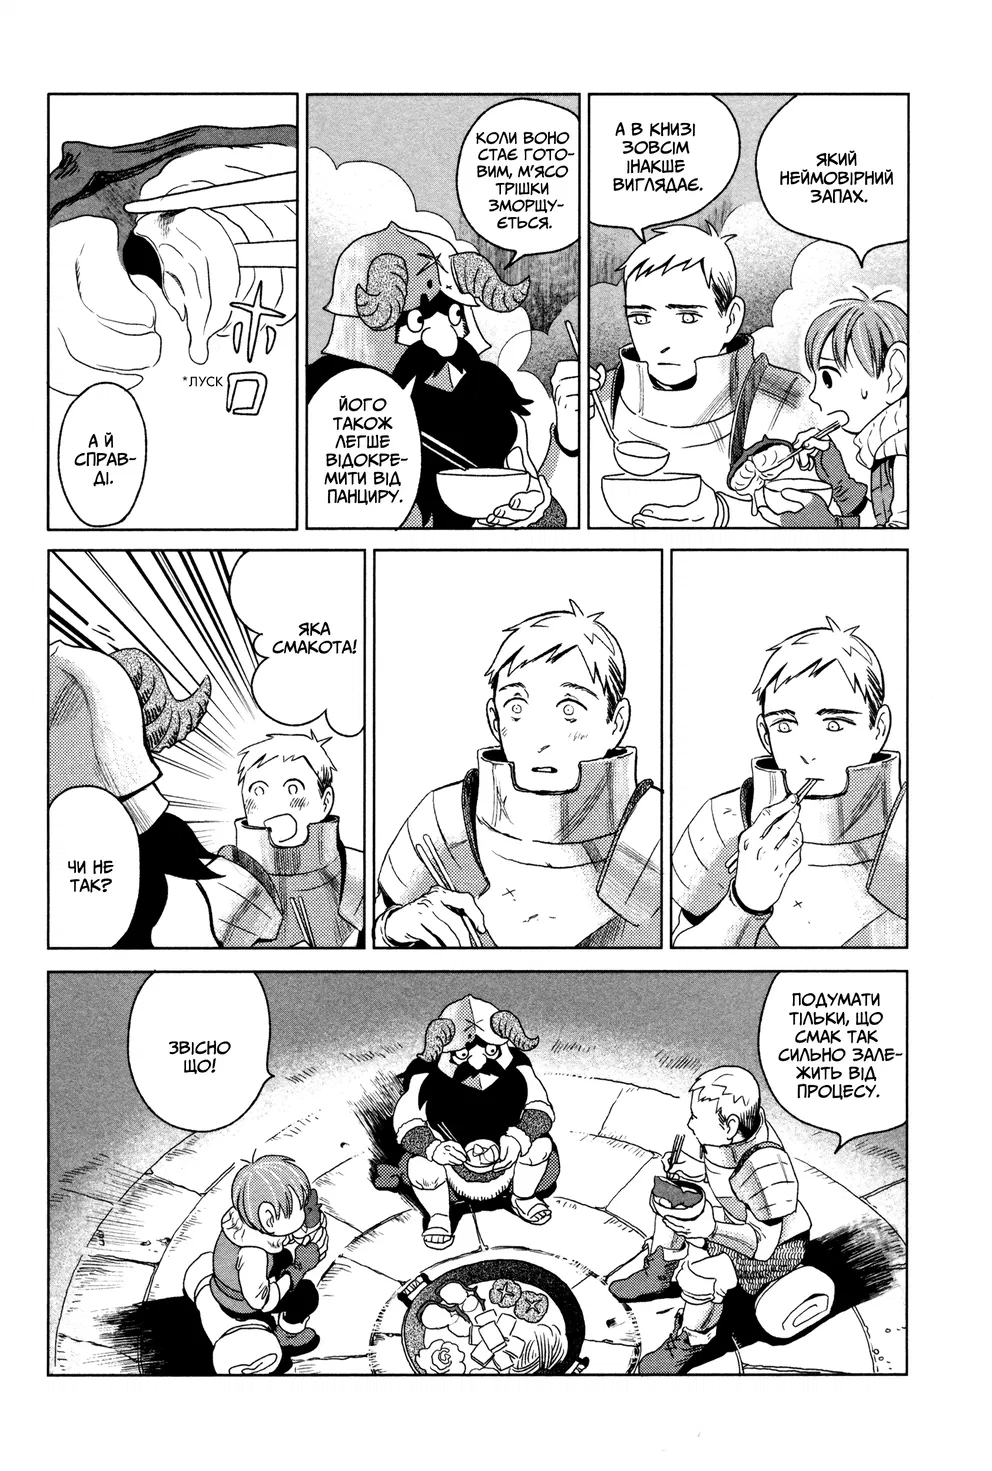 ЯКИЙ
НЕЙМОВІРНИЙ
ЗАПАХ.
А В КНИЗІ
ЗОВСІМ
ІНАКШЕ
ВИГЛЯДАЄ.
КОЛИ ВОНО
СТАЄ ГОТО-
ВИМ, М'ЯСО
ТРІШКИ
ЗМОРЩУ-
ЄТЬСЯ.
ЙОГО
ТАКОЖ
ЛЕГШЕ
ВІДОКРЕ-
МИТИ ВІД
ПАНЦИРУ.
ホロ
*ЛУСК
А Й
СПРАВ-
ДІ.
ЯКА
СМАКОТА!
ЧИ НЕ
ТАК?
ПОДУМАТИ
ТІЛЬКИ, ЩО
СМАК ТАК
СИЛЬНО ЗАЛЕ-
ЖИТЬ ВІД
ПРОЦЕСУ.
ЗВІСНО
ЩО!